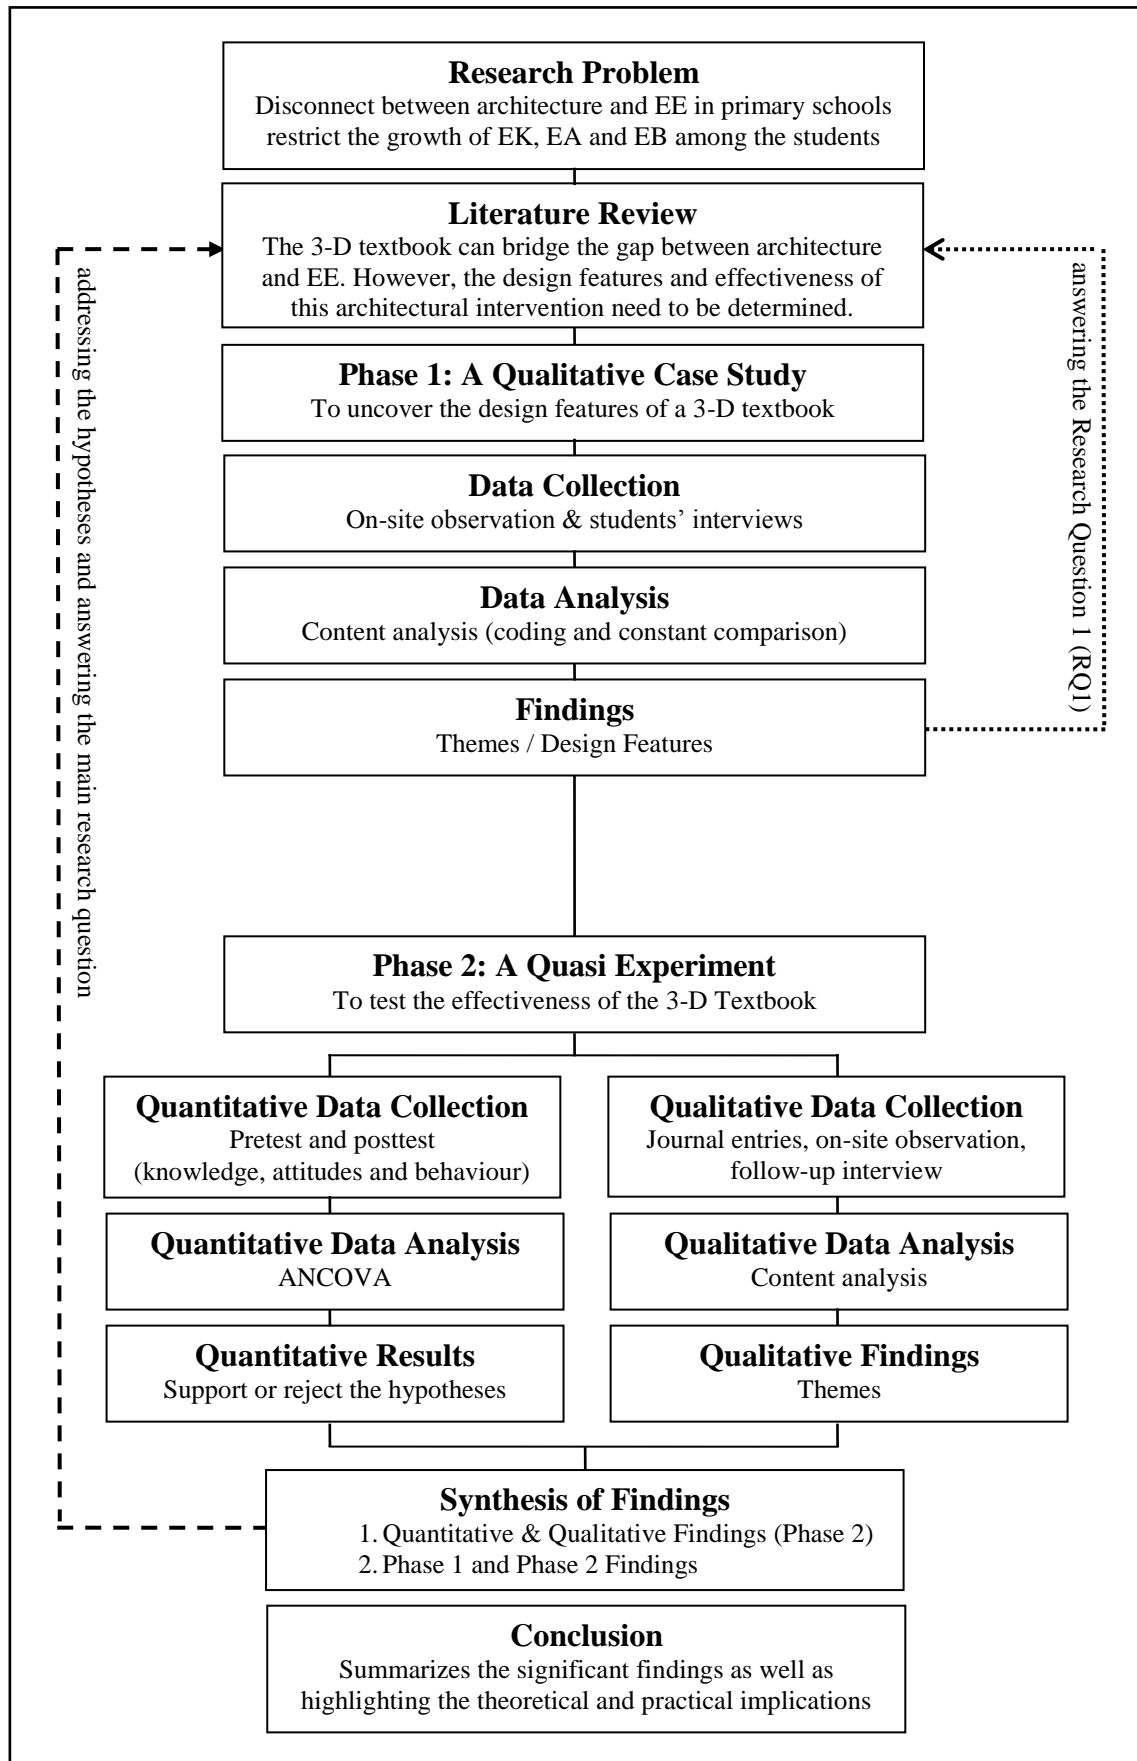 Research Problem
Disconnect between architecture and EE in primary schools
restrict the growth of EK, EA and EB among the students
Literature Review
The 3-D textbook can bridge the gap between architecture
and EE. However, the design features and effectiveness of
this architectural intervention need to be determined.
Phase 1: A Qualitative Case Study
To uncover the design features of a 3-D textbook
Data Collection
On-site observation & students’ interviews
Data Analysis
Content analysis (coding and constant comparison)
Findings
Themes / Design Features
answering the Research Question 1 (RQ1)
addressing the hypotheses and answering the main research question
Phase 2: A Quasi Experiment
To test the effectiveness of the 3-D Textbook
Quantitative Data Collection
Pretest and posttest
(knowledge, attitudes and behaviour)
Qualitative Data Collection
Journal entries, on-site observation,
follow-up interview
Quantitative Data Analysis
ANCOVA
Qualitative Data Analysis
Content analysis
Quantitative Results
Support or reject the hypotheses
Qualitative Findings
Themes
Synthesis of Findings
1. Quantitative & Qualitative Findings (Phase 2)
2. Phase 1 and Phase 2 Findings
Conclusion
Summarizes the significant findings as well as
highlighting the theoretical and practical implications